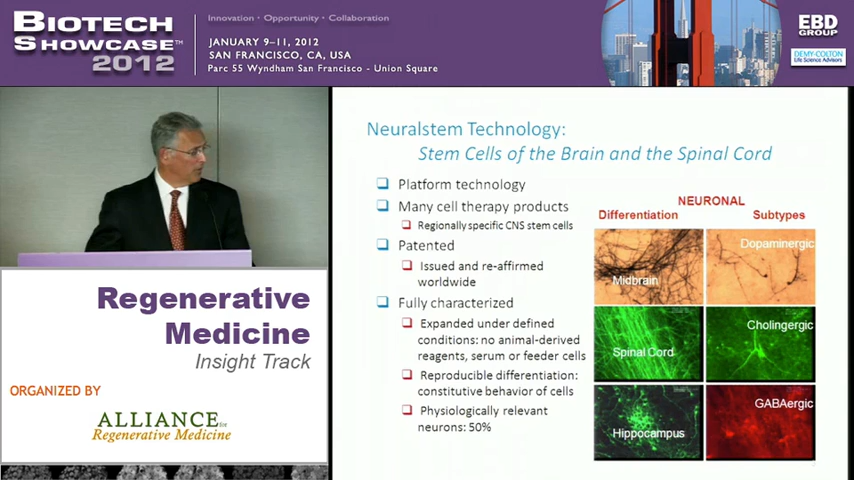 BIOTECH
SHOWCASE™
2012
Innovation • Opportunity • Collaboration
JANUARY 9–11, 2012
SAN FRANCISCO, CA, USA
Parc 55 Wyndham San Francisco - Union Square
EBD
GROUP
DEMY-COLTON
Life Science Advisors
Regenerative
Medicine
Insight Track
ORGANIZED BY
ALLIANCE for
Regenerative Medicine
Neuralstem Technology:
Stem Cells of the Brain and the Spinal Cord
Platform technology
Many cell therapy products
Regionally specific CNS stem cells
Patented
Issued and re-affirmed
worldwide
Fully characterized
Expanded under defined
conditions: no animal-derived
reagents, serum or feeder cells
Reproducible differentiation:
constitutive behavior of cells
Physiologically relevant
neurons: 50%
NEURONAL
Differentiation Subtypes
Midbrain
Dopaminergic
Spinal Cord
Cholingergic
Hippocampus
GABAergic